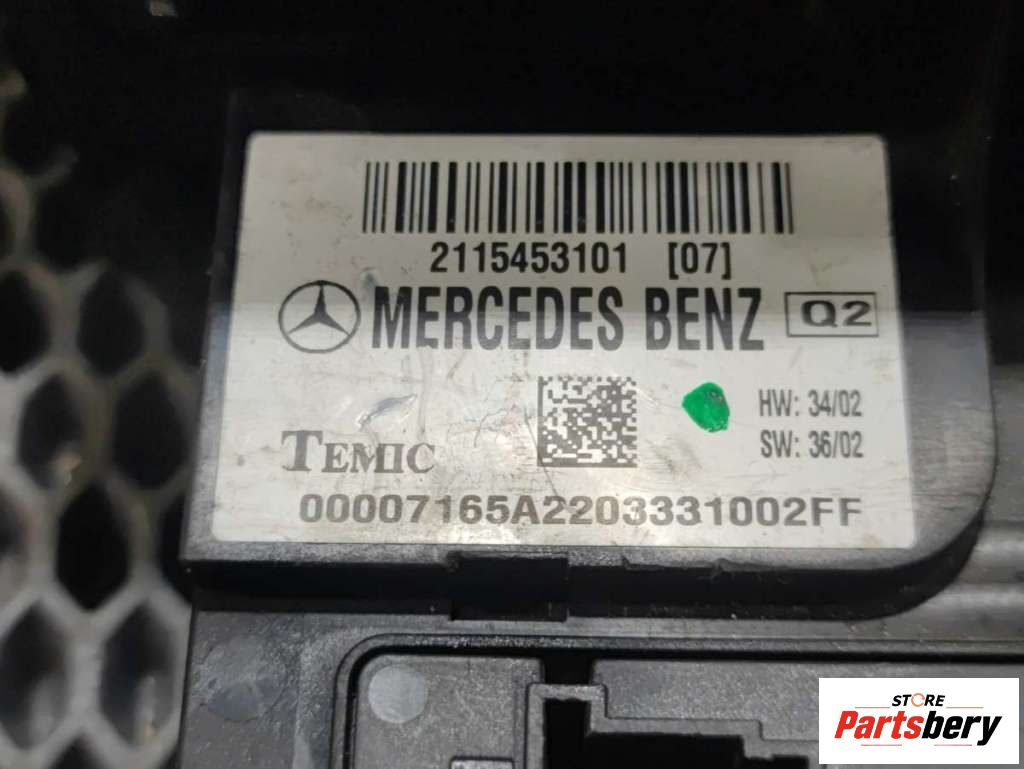 2115453101 [07]
MERCEDES BENZ Q2
HW: 34/02
SW: 36/02
TEMIC
00007165A2203331002FF
STORE
Partsbery